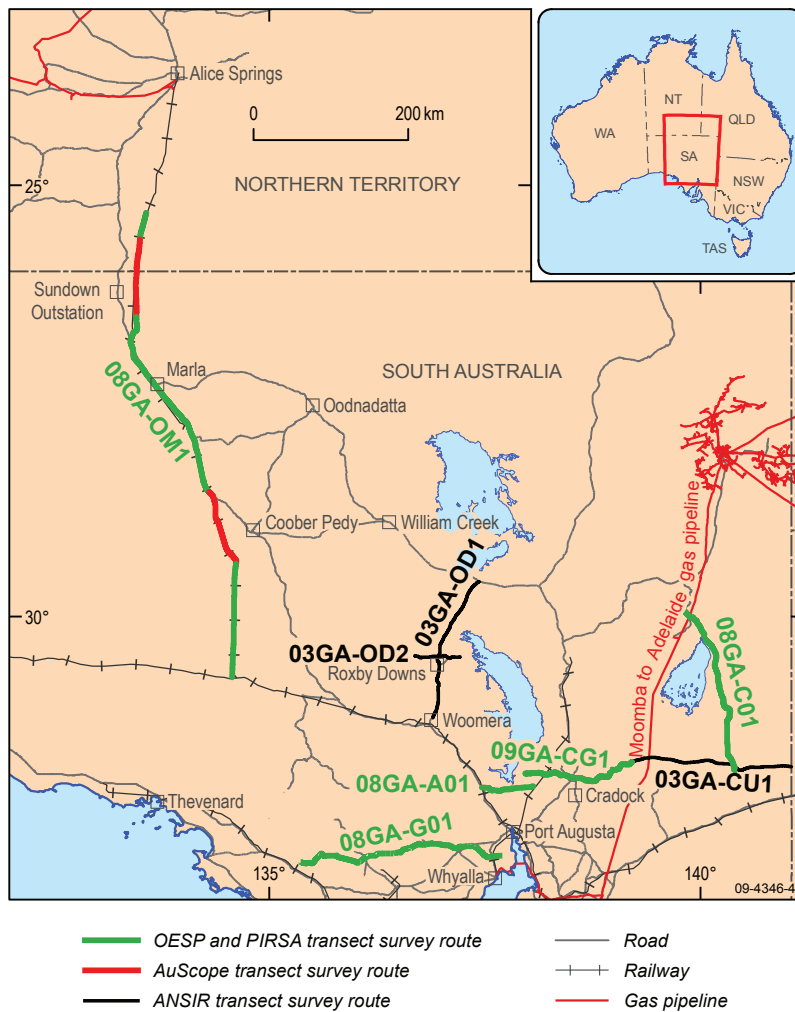 Alice Springs
0
200 km
25°
NORTHERN TERRITORY
WA
NT
QLD
SA
NSW
VIC
TAS
Sundown
Outstation
Marla
SOUTH AUSTRALIA
08GA-OM1
Oodnadatta
Coober Pedy
William Creek
Moomba to Adelaide gas pipeline
30°
03GA-OD1
03GA-OD2
Roxby Downs
08GA-C01
Woomera
09GA-CG1
03GA-CU1
08GA-A01
Cradock
Thevenard
08GA-G01
Port Augusta
Whyalla
135°
140°
09-4346-4
OESP and PIRSA transect survey route
AuScope transect survey route
ANSIR transect survey route
Road
Railway
Gas pipeline